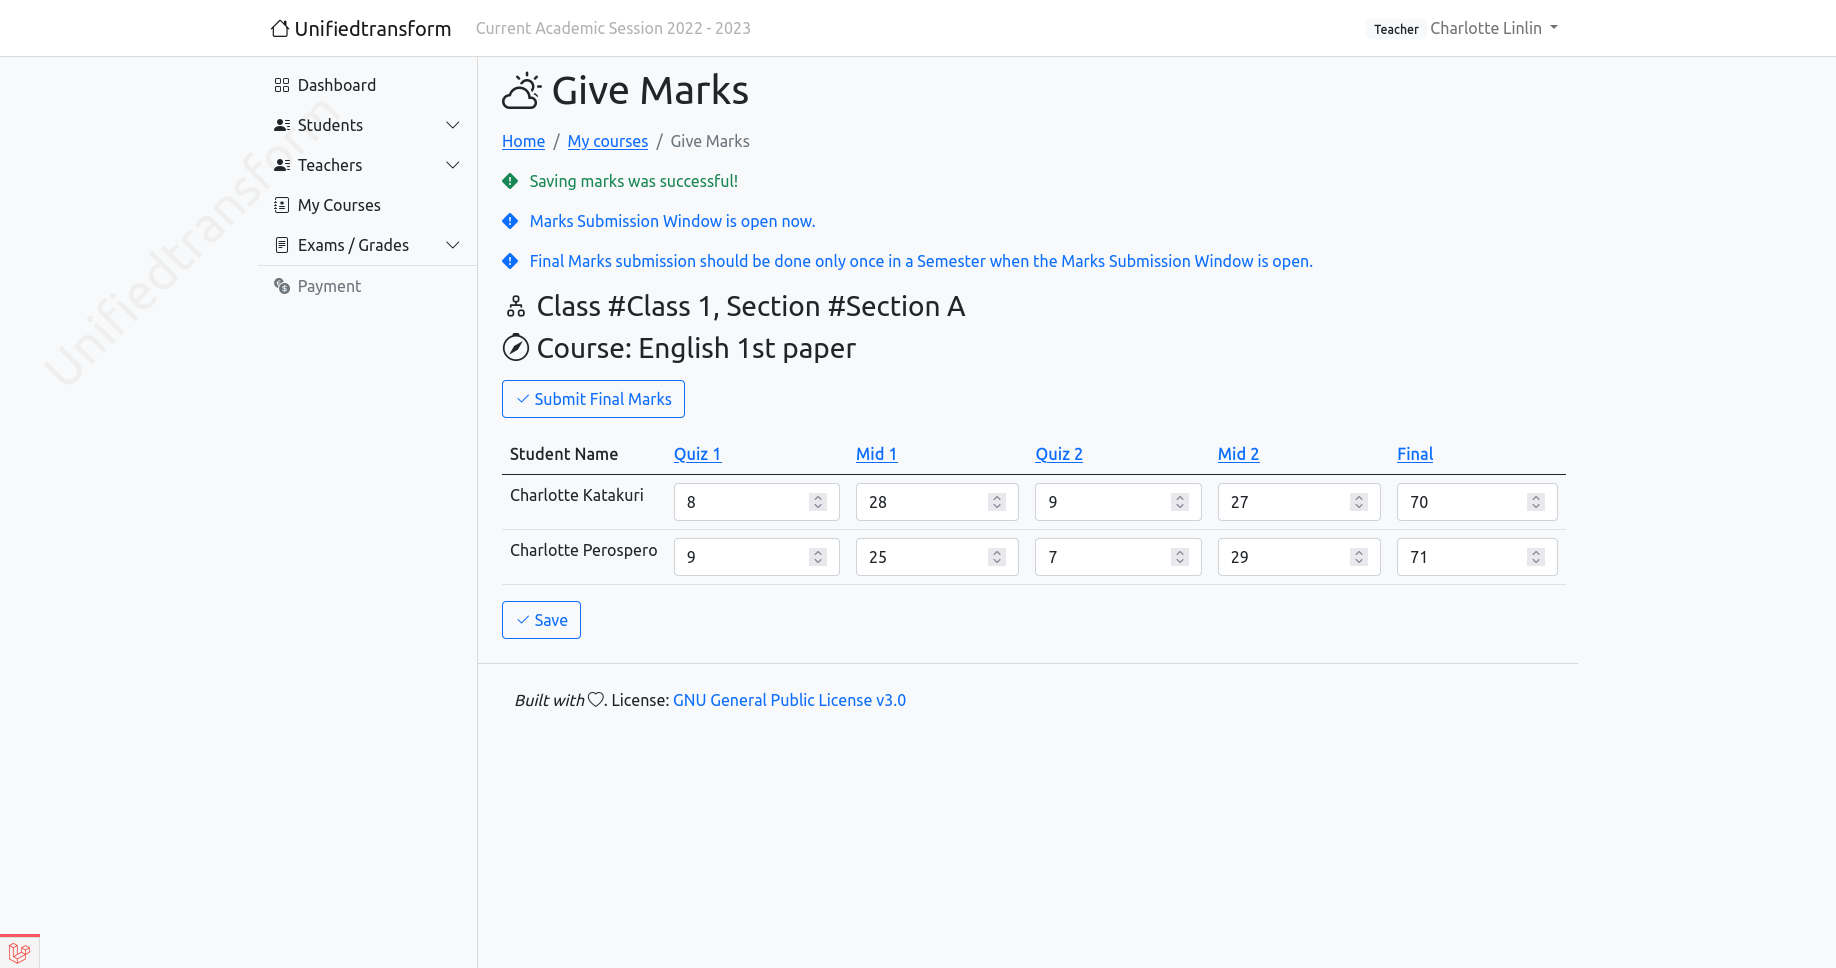 Unifiedtransform
Current Academic Session 2022 - 2023
Teacher Charlotte Linlin
Dashboard
Students
Teachers
My Courses
Exams / Grades
Payment
Unifiedtransform
Give Marks
Home / My courses / Give Marks
Saving marks was successful!
Marks Submission Window is open now.
Final Marks submission should be done only once in a Semester when the Marks Submission Window is open.
Class #Class 1, Section #Section A
Course: English 1st paper
Submit Final Marks
Student Name Quiz 1 Mid 1 Quiz 2 Mid 2 Final
Charlotte Katakuri 8 28 9 27 70
Charlotte Perospero 9 25 7 29 71
Save
Built with . License: GNU General Public License v3.0